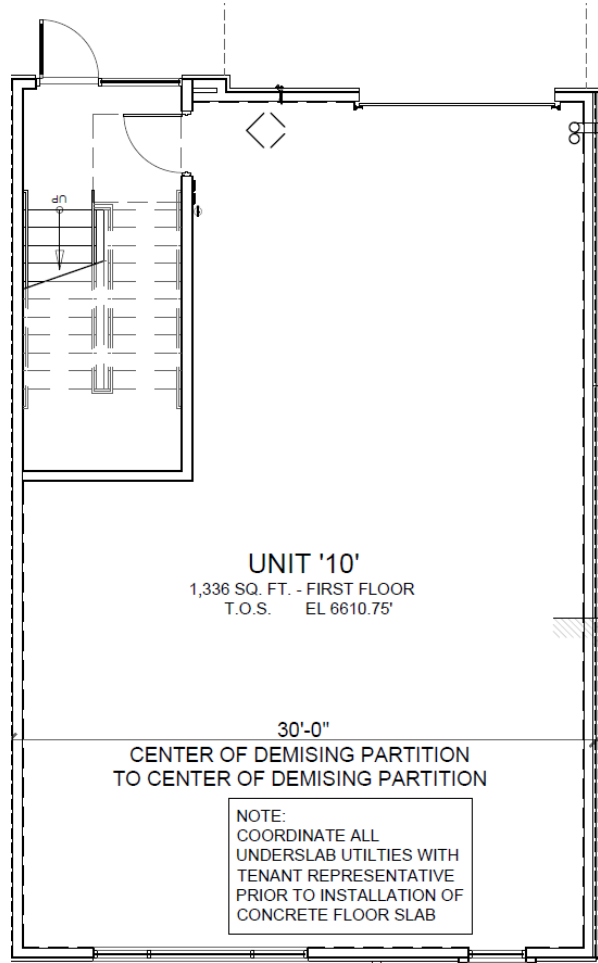 UP
UNIT '10'
1,336 SQ. FT. - FIRST FLOOR
T.O.S. EL 6610.75'
30'-0"
CENTER OF DEMISING PARTITION
TO CENTER OF DEMISING PARTITION
NOTE:
COORDINATE ALL
UNDERSLAB UTILTIES WITH
TENANT REPRESENTATIVE
PRIOR TO INSTALLATION OF
CONCRETE FLOOR SLAB